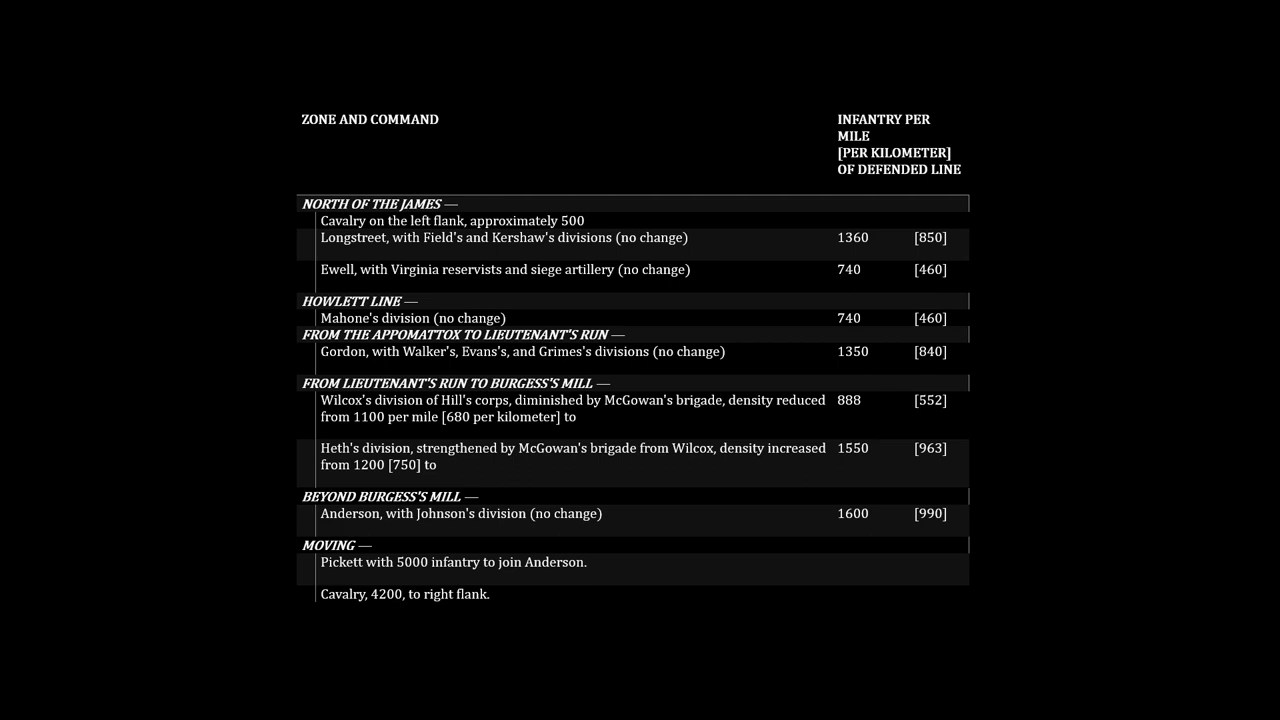 ZONE AND COMMAND
INFANTRY PER
MILE
[PER KILOMETER]
OF DEFENDED LINE
NORTH OF THE JAMES —
Cavalry on the left flank, approximately 500
Longstreet, with Field's and Kershaw's divisions (no change) 1360 [850]
Ewell, with Virginia reservists and siege artillery (no change) 740 [460]
HOWLETT LINE —
Mahone's division (no change) 740 [460]
FROM THE APPOMATTOX TO LIEUTENANT'S RUN —
Gordon, with Walker's, Evans's, and Grimes's divisions (no change) 1350 [840]
FROM LIEUTENANT'S RUN TO BURGESS'S MILL —
Wilcox's division of Hill's corps, diminished by McGowan's brigade, density reduced 888 [552]
from 1100 per mile [680 per kilometer] to
Heth's division, strengthened by McGowan's brigade from Wilcox, density increased 1550 [963]
from 1200 [750] to
BEYOND BURGESS'S MILL —
Anderson, with Johnson's division (no change) 1600 [990]
MOVING —
Pickett with 5000 infantry to join Anderson.
Cavalry, 4200, to right flank.